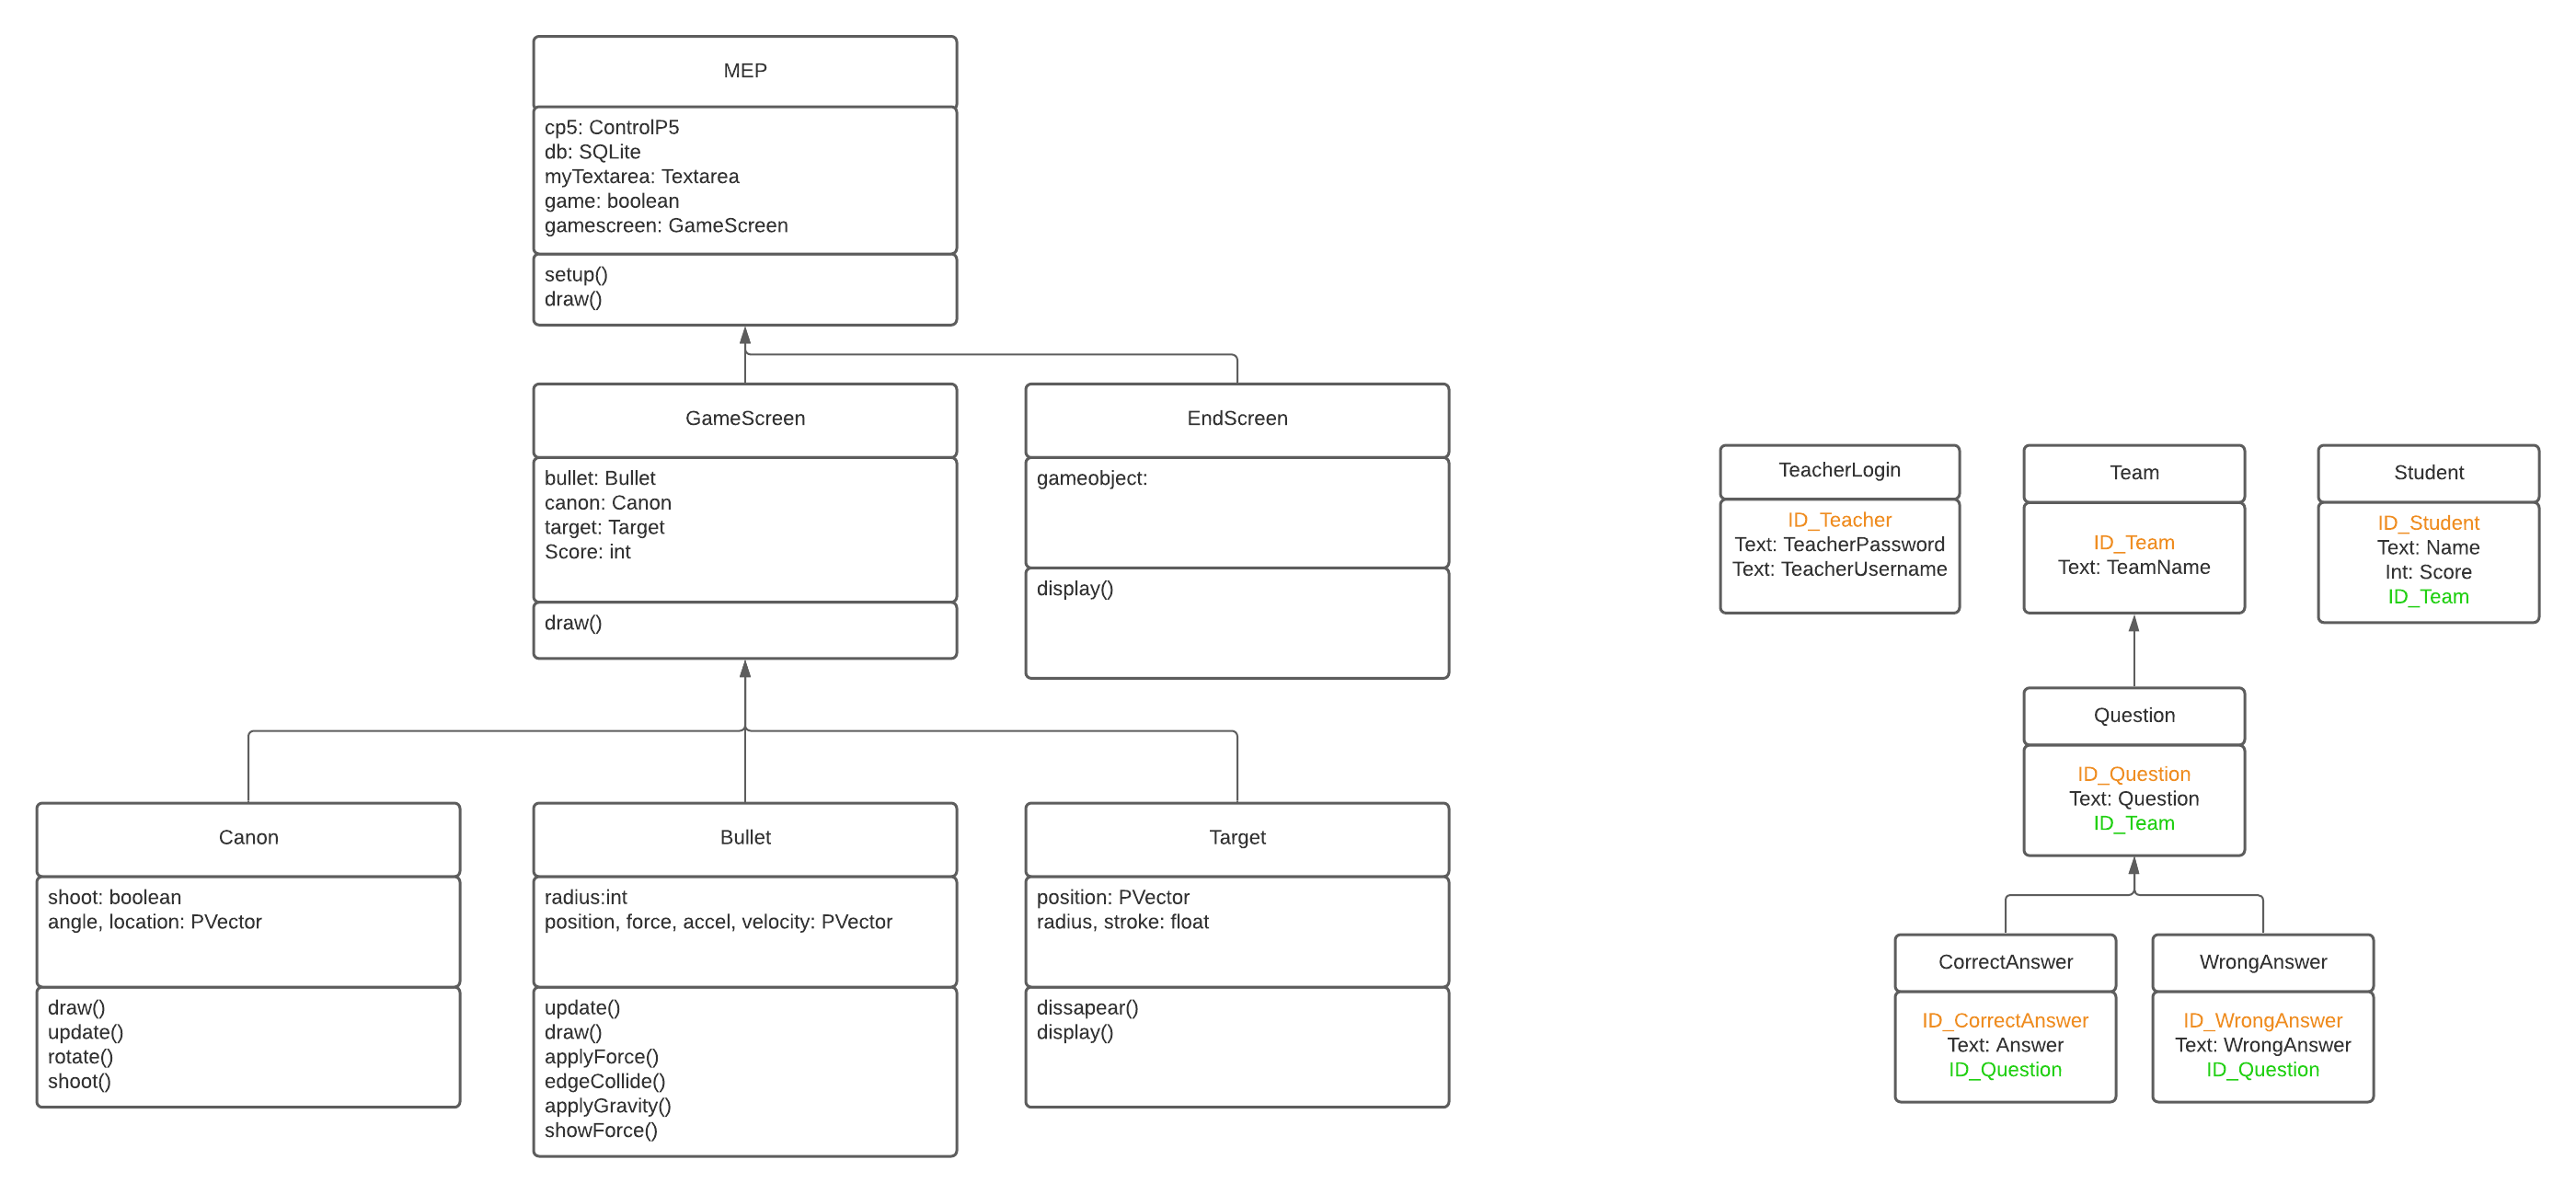 MEP
cp5: ControlP5
db: SQLite
myTextarea: Textarea
game: boolean
gamescreen: GameScreen
setup()
draw()
GameScreen
bullet: Bullet
canon: Canon
target: Target
Score: int
draw()
EndScreen
gameobject:
display()
Canon
shoot: boolean
angle, location: PVector
draw()
update()
rotate()
shoot()
Bullet
radius:int
position, force, accel, velocity: PVector
update()
draw()
applyForce()
edgeCollide()
applyGravity()
showForce()
Target
position: PVector
radius, stroke: float
dissapear()
display()
TeacherLogin
ID_Teacher
Text: TeacherPassword
Text: TeacherUsername
Team
ID_Team
Text: TeamName
Student
ID_Student
Text: Name
Int: Score
ID_Team
Question
ID_Question
Text: Question
ID_Team
CorrectAnswer
ID_CorrectAnswer
Text: Answer
ID_Question
WrongAnswer
ID_WrongAnswer
Text: WrongAnswer
ID_Question